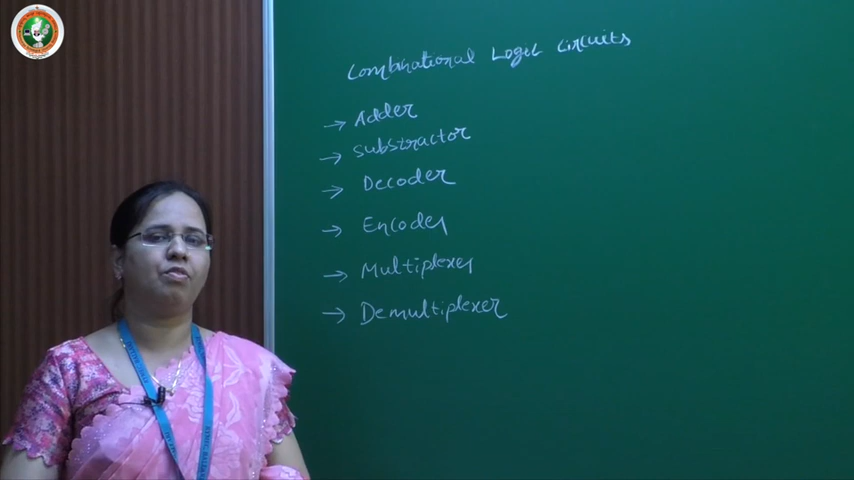 Combinational Logic circuits
→ Adder
→ Substractor
→ Decoder
→ Encoder
→ Multiplexer
→ Demultiplexer